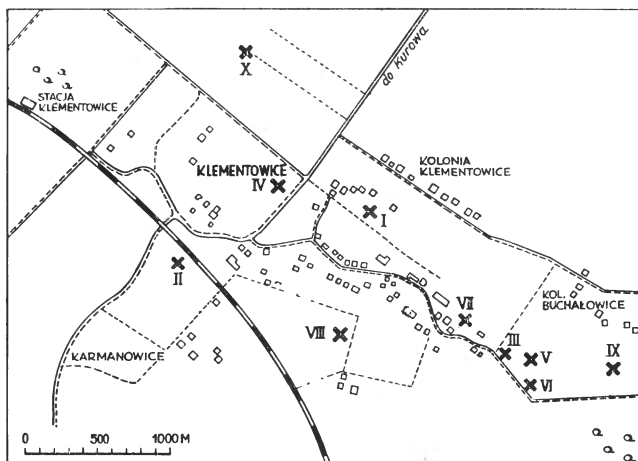 X
do Kurowa
STACJA
KLEMENTOWICE
KLEMENTOWICE
IV
KOLONIA
KLEMENTOWICE
I
II
VII
KOL.
BUCHAŁOWICE
VIII
III
V
IX
KARMANOWICE
VI
0 500 1000 M